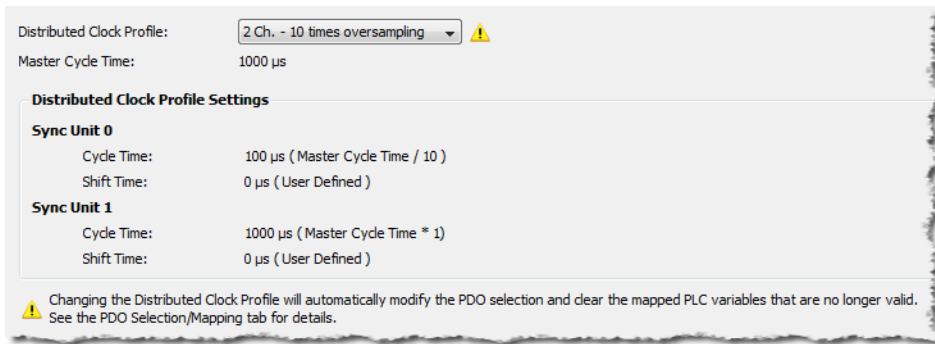 Distributed Clock Profile: 2 Ch. - 10 times oversampling
Master Cycle Time: 1000 µs
Distributed Clock Profile Settings
Sync Unit 0
Cycle Time: 100 µs ( Master Cycle Time / 10 )
Shift Time: 0 µs ( User Defined )
Sync Unit 1
Cycle Time: 1000 µs ( Master Cycle Time * 1)
Shift Time: 0 µs ( User Defined )
Changing the Distributed Clock Profile will automatically modify the PDO selection and clear the mapped PLC variables that are no longer valid.
See the PDO Selection/Mapping tab for details.